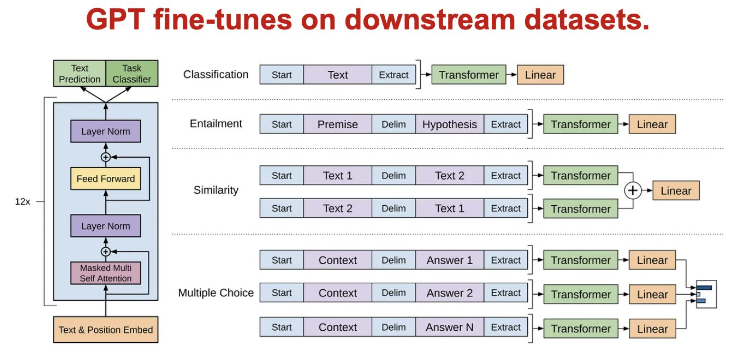 GPT fine-tunes on downstream datasets.
Text
Prediction
Task
Classifier
12x
Layer Norm
+
Feed Forward
Layer Norm
+
Masked Multi
Self Attention
Text & Position Embed
Classification
Start Text Extract Transformer Linear
Entailment
Start Premise Delim Hypothesis Extract Transformer Linear
Similarity
Start Text 1 Delim Text 2 Extract Transformer
+ Linear
Start Text 2 Delim Text 1 Extract Transformer
Multiple Choice
Start Context Delim Answer 1 Extract Transformer Linear
Start Context Delim Answer 2 Extract Transformer Linear
Start Context Delim Answer N Extract Transformer Linear